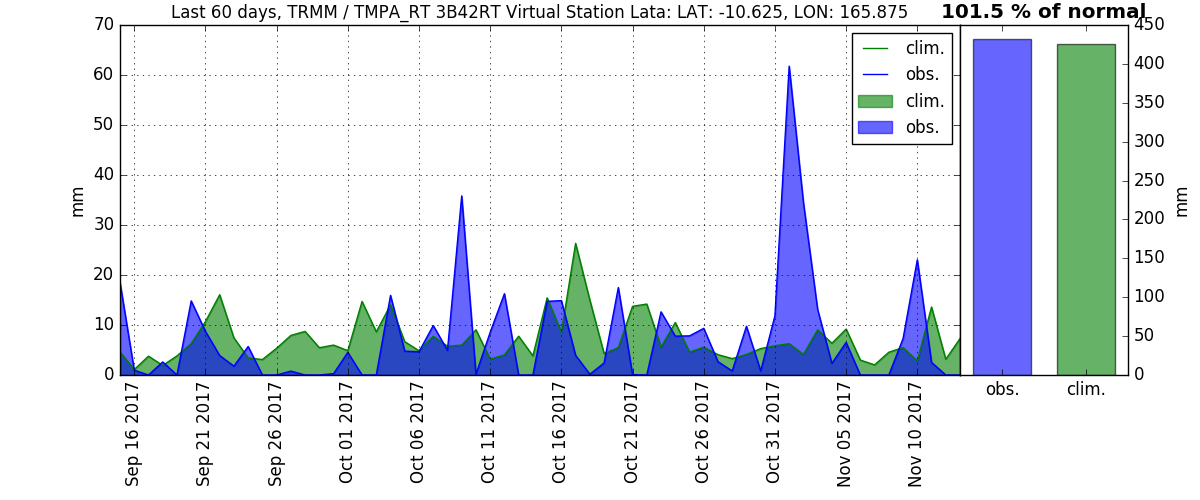 Last 60 days, TRMM / TMPA_RT 3B42RT Virtual Station Lata: LAT: -10.625, LON: 165.875
101.5 % of normal
70
60
50
40
30
20
10
0
mm
clim.
obs.
clim.
obs.
450
400
350
300
250
200
150
100
50
0
mm
obs.
clim.
Sep 16 2017
Sep 21 2017
Sep 26 2017
Oct 01 2017
Oct 06 2017
Oct 11 2017
Oct 16 2017
Oct 21 2017
Oct 26 2017
Oct 31 2017
Nov 05 2017
Nov 10 2017